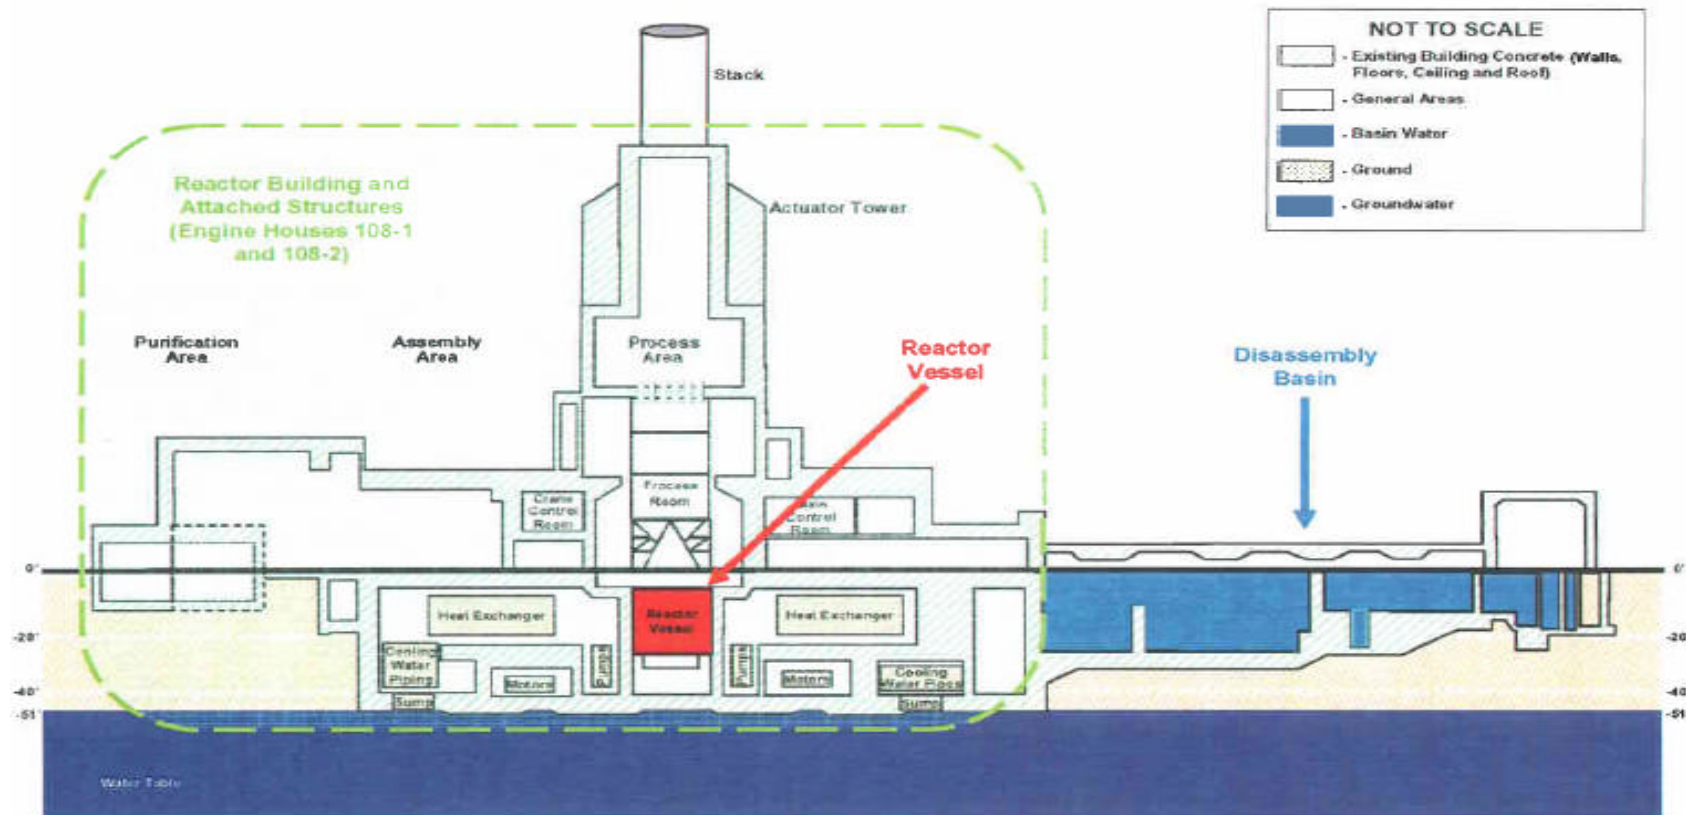 NOT TO SCALE
- Existing Building Concrete (Walls,
Floors, Ceiling and Roof)
- General Areas
- Basin Water
- Ground
- Groundwater
Stack
Reactor Building and
Attached Structures
(Engine Houses 108-1
and 108-2)
Actuator Tower
Purification
Area
Assembly
Area
Process
Area
Reactor
Vessel
Disassembly
Basin
Process
Room
Crane
Control
Room
Control
Room
0'
0'
Heat Exchanger
Reactor
Vessel
Heat Exchanger
-20'
-20
Cooling
Water
Piping
Pumps
Motors
Pumps
Motors
Cooling
Water
-40'
-40
Sump
Sump
-51'
-51
Water Table